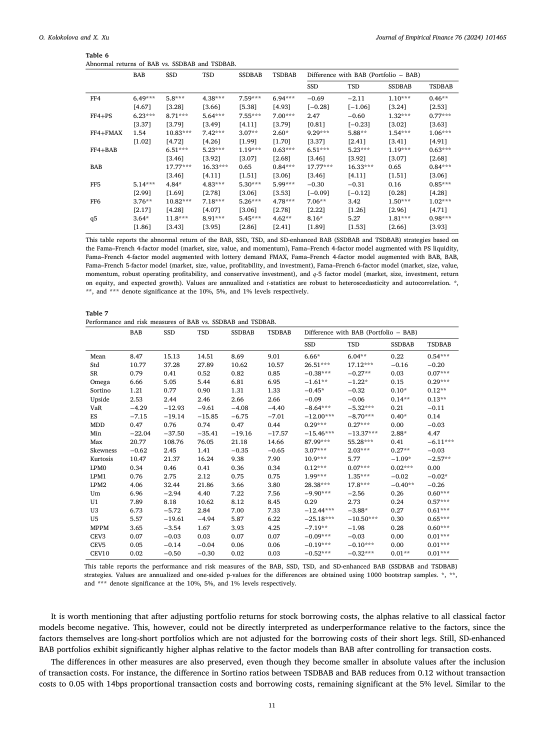 O. Kolokolova and X. Xu
Journal of Empirical Finance 76 (2024) 101465
Table 6
Abnormal returns of BAB vs. SSDBAB and TSDBAB.
BAB SSD TSD SSDBAB TSDBAB Difference with BAB (Portfolio − BAB)
SSD TSD SSDBAB TSDBAB
FF4 6.49*** 5.8*** 4.38*** 7.59*** 6.94*** −0.69 −2.11 1.10*** 0.46**
[4.67] [3.28] [3.66] [5.38] [4.93] [−0.28] [−1.06] [3.24] [2.53]
FF4+PS 6.23*** 8.71*** 5.64*** 7.55*** 7.00*** 2.47 −0.60 1.32*** 0.77***
[3.37] [3.79] [3.49] [4.11] [3.79] [0.81] [−0.23] [3.02] [3.63]
FF4+FMAX 1.54 10.83*** 7.42*** 3.07** 2.60* 9.29*** 5.88** 1.54*** 1.06***
[1.02] [4.72] [4.26] [1.99] [1.70] [3.37] [2.41] [3.41] [4.91]
FF4+BAB 6.51*** 5.23*** 1.19*** 0.63*** 6.51*** 5.23*** 1.19*** 0.63***
[3.46] [3.92] [3.07] [2.68] [3.46] [3.92] [3.07] [2.68]
BAB 17.77*** 16.33*** 0.65 0.84*** 17.77*** 16.33*** 0.65 0.84***
[3.46] [4.11] [1.51] [3.06] [3.46] [4.11] [1.51] [3.06]
FF5 5.14*** 4.84* 4.83*** 5.30*** 5.99*** −0.30 −0.31 0.16 0.85***
[2.99] [1.69] [2.78] [3.06] [3.53] [−0.09] [−0.12] [0.28] [4.28]
FF6 3.76** 10.82*** 7.18*** 5.26*** 4.78*** 7.06** 3.42 1.50*** 1.02***
[2.17] [4.28] [4.07] [3.06] [2.78] [2.22] [1.26] [2.96] [4.71]
q5 3.64* 11.8*** 8.91*** 5.45*** 4.62** 8.16* 5.27 1.81*** 0.98***
[1.86] [3.43] [3.95] [2.86] [2.41] [1.89] [1.53] [2.66] [3.93]
This table reports the abnormal return of the BAB, SSD, TSD, and SD-enhanced BAB (SSDBAB and TSDBAB) strategies based on
the Fama–French 4-factor model (market, size, value, and momentum), Fama–French 4-factor model augmented with PS liquidity,
Fama–French 4-factor model augmented with lottery demand FMAX, Fama–French 4-factor model augmented with BAB, BAB,
Fama–French 5-factor model (market, size, value, profitability, and investment), Fama–French 6-factor model (market, size, value,
momentum, robust operating profitability, and conservative investment), and q-5 factor model (market, size, investment, return
on equity, and expected growth). Values are annualized and t-statistics are robust to heteroscedasticity and autocorrelation. *,
**, and *** denote significance at the 10%, 5%, and 1% levels respectively.
Table 7
Performance and risk measures of BAB vs. SSDBAB and TSDBAB.
BAB SSD TSD SSDBAB TSDBAB Difference with BAB (Portfolio − BAB)
SSD TSD SSDBAB TSDBAB
Mean 8.47 15.13 14.51 8.69 9.01 6.66* 6.04** 0.22 0.54***
Std 10.77 37.28 27.89 10.62 10.57 26.51*** 17.12*** −0.16 −0.20
SR 0.79 0.41 0.52 0.82 0.85 −0.38*** −0.27** 0.03 0.07***
Omega 6.66 5.05 5.44 6.81 6.95 −1.61** −1.22* 0.15 0.29***
Sortino 1.21 0.77 0.90 1.31 1.33 −0.45* −0.32 0.10* 0.12**
Upside 2.53 2.44 2.46 2.66 2.66 −0.09 −0.06 0.14** 0.13**
VaR −4.29 −12.93 −9.61 −4.08 −4.40 −8.64*** −5.32*** 0.21 −0.11
ES −7.15 −19.14 −15.85 −6.75 −7.01 −12.00*** −8.70*** 0.40* 0.14
MDD 0.47 0.76 0.74 0.47 0.44 0.29*** 0.27*** 0.00 −0.03
Min −22.04 −37.50 −35.41 −19.16 −17.57 −15.46*** −13.37*** 2.88* 4.47
Max 20.77 108.76 76.05 21.18 14.66 87.99*** 55.28*** 0.41 −6.11***
Skewness −0.62 2.45 1.41 −0.35 −0.65 3.07*** 2.03*** 0.27** −0.03
Kurtosis 10.47 21.37 16.24 9.38 7.90 10.9*** 5.77 −1.09* −2.57**
LPM0 0.34 0.46 0.41 0.36 0.34 0.12*** 0.07*** 0.02*** 0.00
LPM1 0.76 2.75 2.12 0.75 0.75 1.99*** 1.35*** −0.02 −0.02*
LPM2 4.06 32.44 21.86 3.66 3.80 28.38*** 17.8*** −0.40** −0.26
Um 6.96 −2.94 4.40 7.22 7.56 −9.90*** −2.56 0.26 0.60***
U1 7.89 8.18 10.62 8.12 8.45 0.29 2.73 0.24 0.57***
U3 6.73 −5.72 2.84 7.00 7.33 −12.44*** −3.88* 0.27 0.61***
U5 5.57 −19.61 −4.94 5.87 6.22 −25.18*** −10.50*** 0.30 0.65***
MPPM 3.65 −3.54 1.67 3.93 4.25 −7.19** −1.98 0.28 0.60***
CEV3 0.07 −0.03 0.03 0.07 0.07 −0.09*** −0.03 0.00 0.01***
CEV5 0.05 −0.14 −0.04 0.06 0.06 −0.19*** −0.10*** 0.00 0.01***
CEV10 0.02 −0.50 −0.30 0.02 0.03 −0.52*** −0.32*** 0.01** 0.01***
This table reports the performance and risk measures of the BAB, SSD, TSD, and SD-enhanced BAB (SSDBAB and TSDBAB)
strategies. Values are annualized and one-sided p-values for the differences are obtained using 1000 bootstrap samples. *, **,
and *** denote significance at the 10%, 5%, and 1% levels respectively.
It is worth mentioning that after adjusting portfolio returns for stock borrowing costs, the alphas relative to all classical factor
models become negative. This, however, could not be directly interpreted as underperformance relative to the factors, since the
factors themselves are long-short portfolios which are not adjusted for the borrowing costs of their short legs. Still, SD-enhanced
BAB portfolios exhibit significantly higher alphas relative to the factor models than BAB after controlling for transaction costs.
The differences in other measures are also preserved, even though they become smaller in absolute values after the inclusion
of transaction costs. For instance, the difference in Sortino ratios between TSDBAB and BAB reduces from 0.12 without transaction
costs to 0.05 with 14bps proportional transaction costs and borrowing costs, remaining significant at the 5% level. Similar to the
11